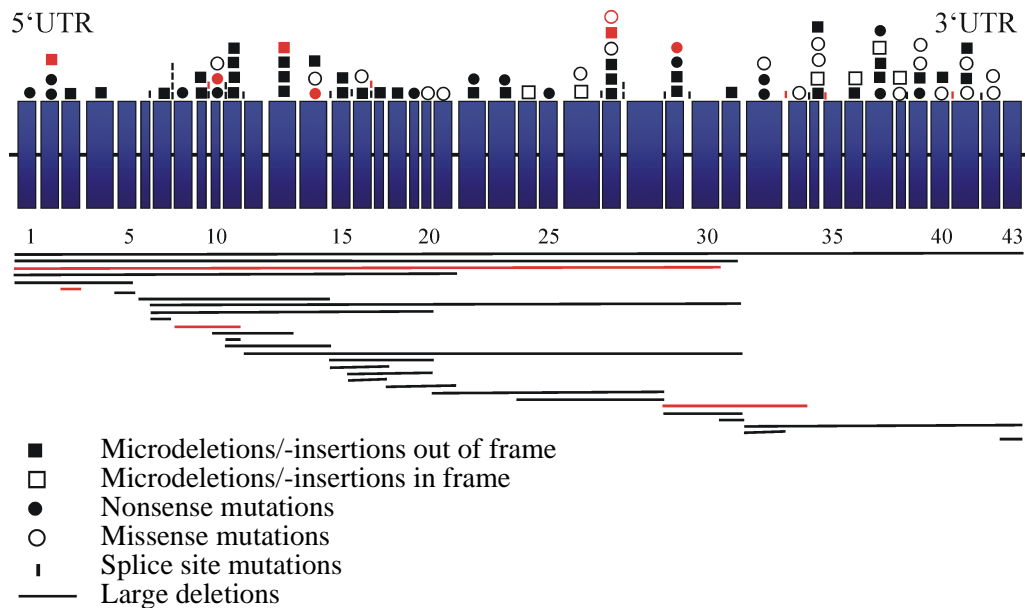 5‘UTR 3‘UTR
1 5 10 15 20 25 30 35 40 43
Microdeletions/-insertions out of frame
Microdeletions/-insertions in frame
Nonsense mutations
Missense mutations
Splice site mutations
Large deletions